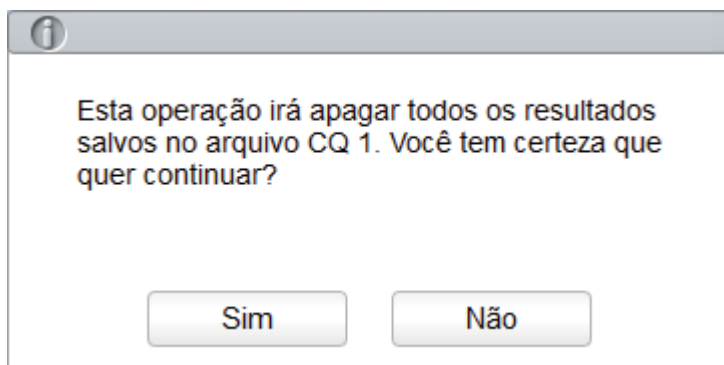 Esta operação irá apagar todos os resultados
salvos no arquivo CQ 1. Você tem certeza que
quer continuar?
Sim
Não